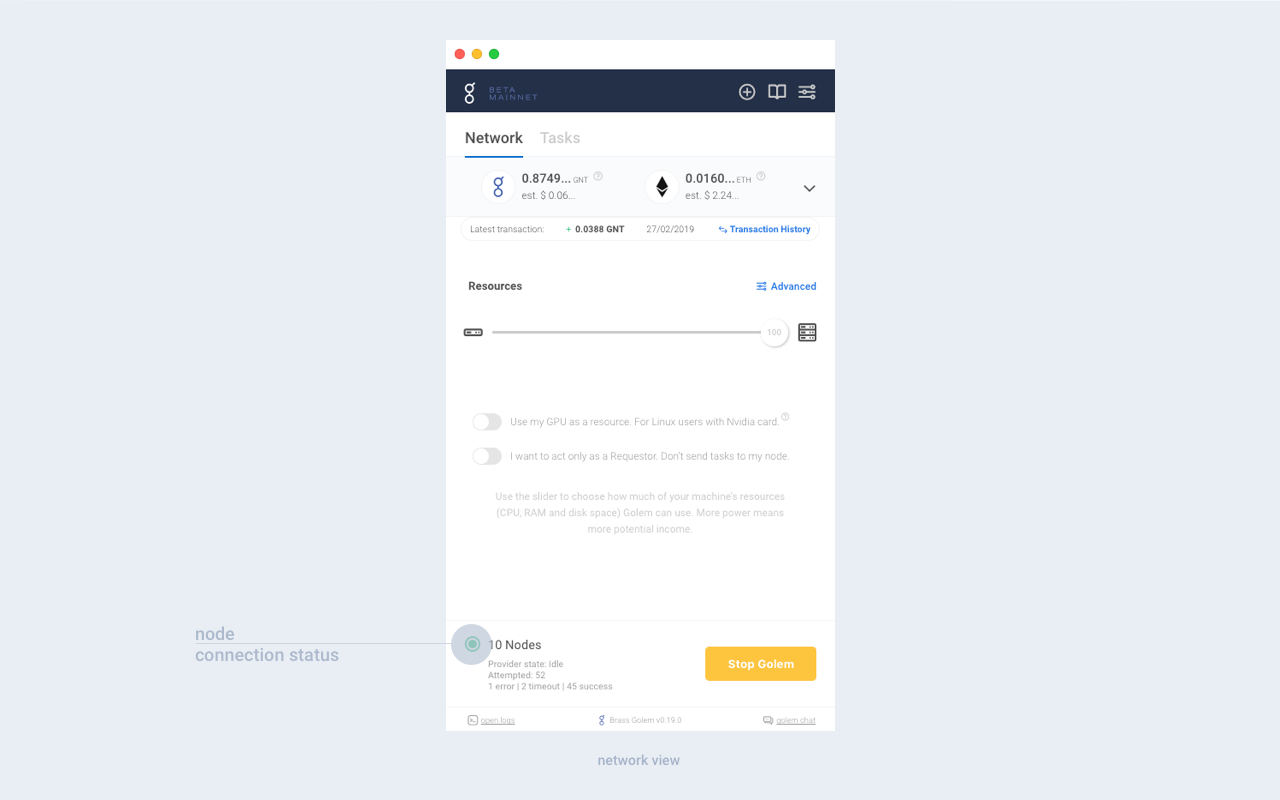 BETA
MAINNET
Network Tasks
0.8749... GNT
est. $ 0.06...
0.0160... ETH
est. $ 2.24...
Latest transaction: + 0.0388 GNT 27/02/2019 Transaction History
Resources Advanced
100
Use my GPU as a resource. For Linux users with Nvidia card.
I want to act only as a Requestor. Don't send tasks to my node.
Use the slider to choose how much of your machine's resources
(CPU, RAM and disk space) Golem can use. More power means
more potential income.
node
connection status
10 Nodes
Provider state: Idle
Attempted: 52
1 error | 2 timeout | 45 success
Stop Golem
open logs Brass Golem v0.19.0 golem chat
network view